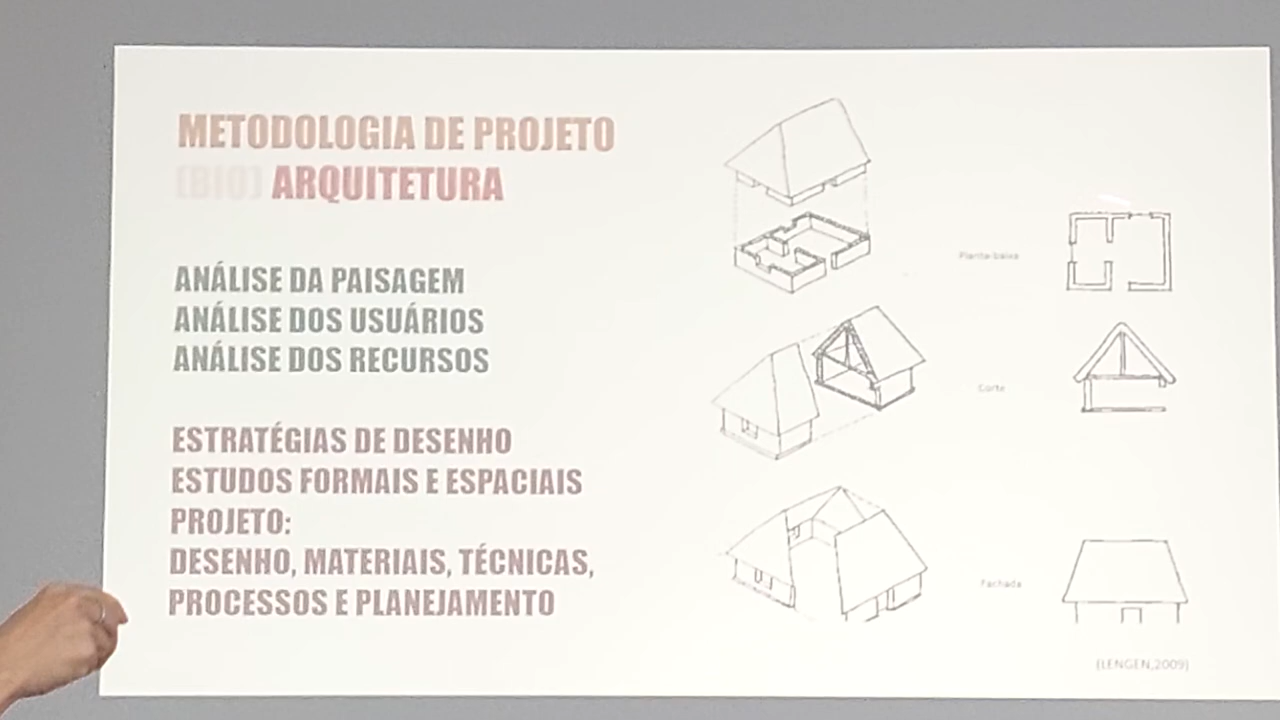 METODOLOGIA DE PROJETO
(BIO) ARQUITETURA
ANÁLISE DA PAISAGEM
ANÁLISE DOS USUÁRIOS
ANÁLISE DOS RECURSOS
ESTRATÉGIAS DE DESENHO
ESTUDOS FORMAIS E ESPACIAIS
PROJETO:
DESENHO, MATERIAIS, TÉCNICAS,
PROCESSOS E PLANEJAMENTO
Planta-baixa
Corte
Fachada
(LENGEN,2009)